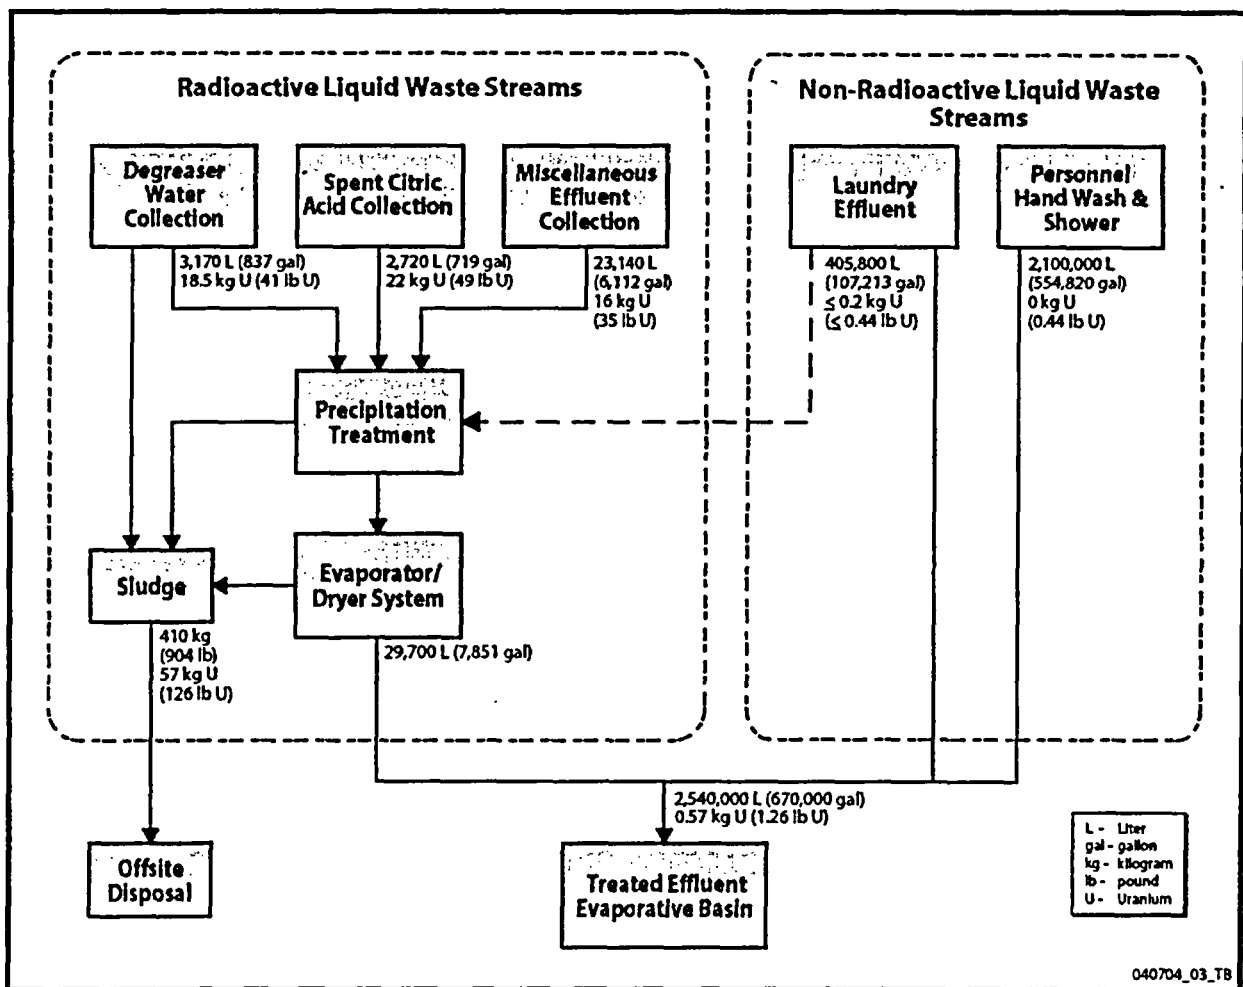 Radioactive Liquid Waste Streams
Non-Radioactive Liquid Waste
Streams
Degreaser
Water
Collection
Spent Citric
Acid Collection
Miscellaneous
Effluent
Collection
Laundry
Effluent
Personnel
Hand Wash &
Shower
3,170 L (837 gal)
18.5 kg U (41 lb U)
2,720 L (719 gal)
22 kg U (49 lb U)
23,140 L
(6,112 gal)
16 kg U
(35 lb U)
405,800 L
(107,213 gal)
≤ 0.2 kg U
(≤ 0.44 lb U)
2,100,000 L
(554,820 gal)
0 kg U
(0.44 lb U)
Precipitation
Treatment
Sludge
Evaporator/
Dryer System
410 kg
(904 lb)
57 kg U
(126 lb U)
29,700 L (7,851 gal)
2,540,000 L (670,000 gal)
0.57 kg U (1.26 lb U)
Offsite
Disposal
Treated Effluent
Evaporative Basin
L - Liter
gal - gallon
kg - kilogram
lb - pound
U - Uranium
040704_03_TB